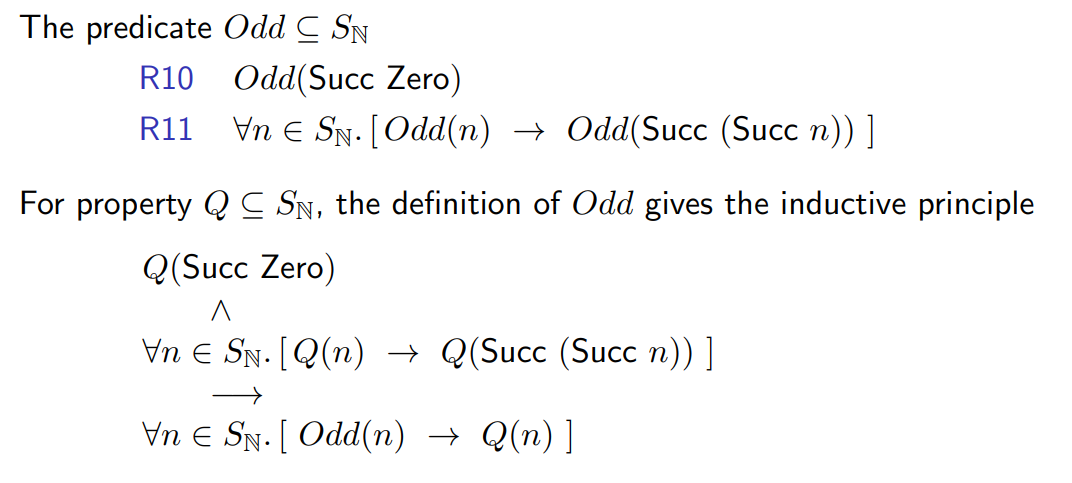 The predicate Odd ⊆ S_ℕ
R10 Odd(Succ Zero)
R11 ∀n ∈ S_ℕ. [ Odd(n) → Odd(Succ (Succ n)) ]
For property Q ⊆ S_ℕ, the definition of Odd gives the inductive principle
Q(Succ Zero)
∧
∀n ∈ S_ℕ. [ Q(n) → Q(Succ (Succ n)) ]
⟶
∀n ∈ S_ℕ. [ Odd(n) → Q(n) ]